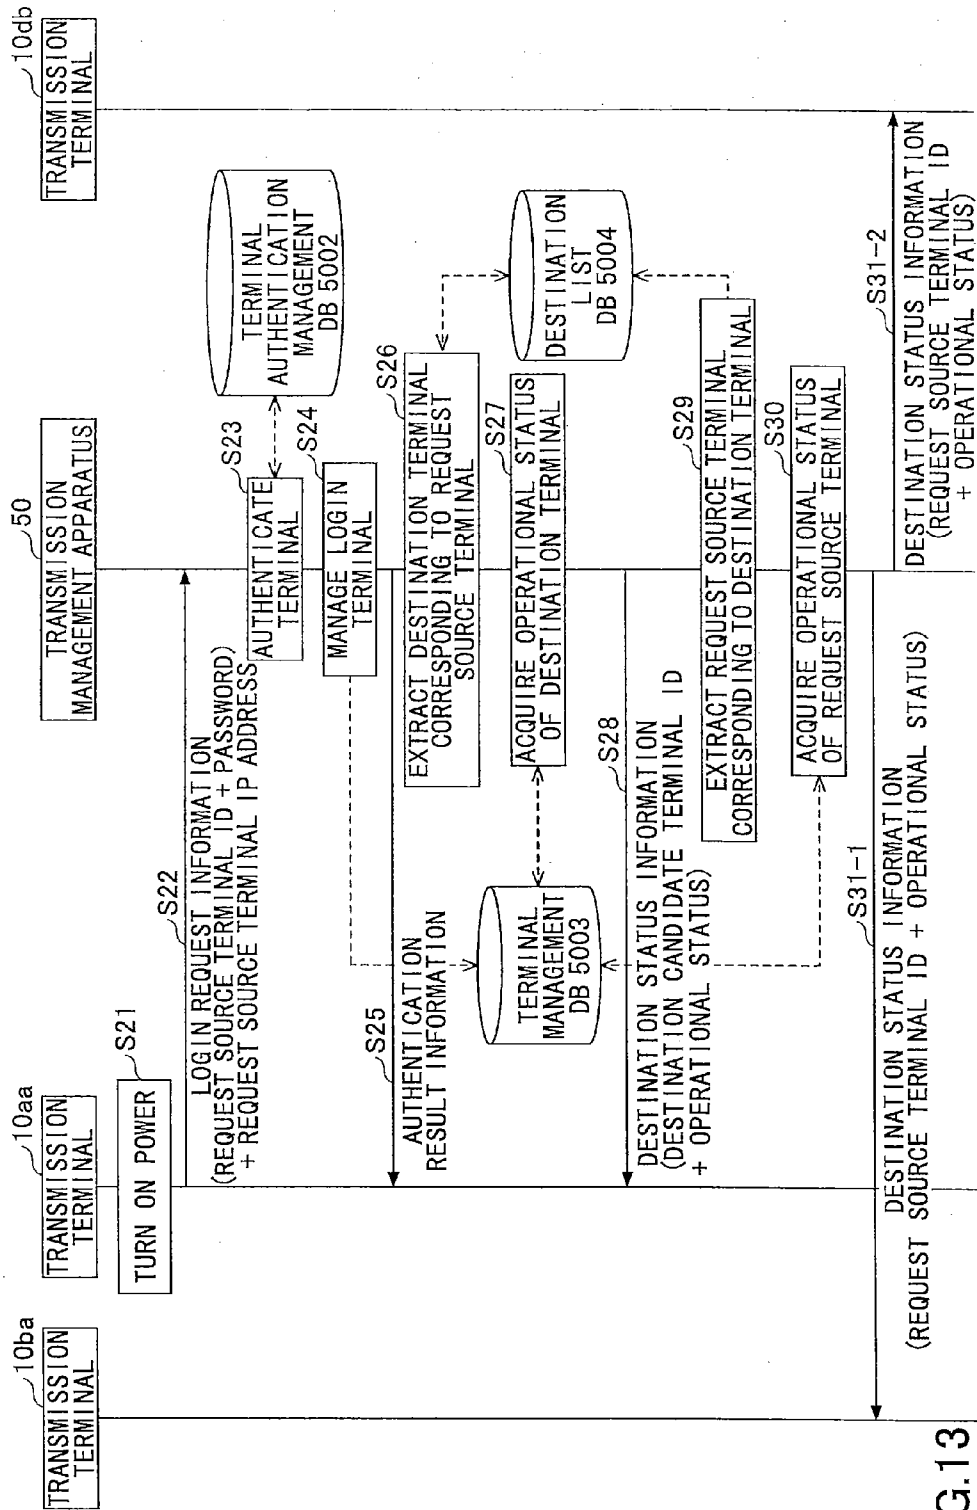 TRANSMISSION
TERMINAL
10ba
TRANSMISSION
TERMINAL
10aa
TRANSMISSION
MANAGEMENT APPARATUS
50
TRANSMISSION
TERMINAL
10db
TURN ON POWER
S21
S22
LOGIN REQUEST INFORMATION
(REQUEST SOURCE TERMINAL ID + PASSWORD)
+ REQUEST SOURCE TERMINAL IP ADDRESS
S23
AUTHENTICATE
TERMINAL
TERMINAL
AUTHENTICATION
MANAGEMENT
DB 5002
S24
MANAGE LOGIN
TERMINAL
S25
AUTHENTICATION
RESULT INFORMATION
S26
EXTRACT DESTINATION TERMINAL
CORRESPONDING TO REQUEST
SOURCE TERMINAL
S27
ACQUIRE OPERATIONAL STATUS
OF DESTINATION TERMINAL
TERMINAL
MANAGEMENT
DB 5003
DESTINATION
LIST
DB 5004
S28
DESTINATION STATUS INFORMATION
(DESTINATION CANDIDATE TERMINAL ID
+ OPERATIONAL STATUS)
S29
EXTRACT REQUEST SOURCE TERMINAL
CORRESPONDING TO DESTINATION TERMINAL
S30
ACQUIRE OPERATIONAL STATUS
OF REQUEST SOURCE TERMINAL
S31-1
DESTINATION STATUS INFORMATION
(REQUEST SOURCE TERMINAL ID + OPERATIONAL STATUS)
S31-2
DESTINATION STATUS INFORMATION
(REQUEST SOURCE TERMINAL ID
+ OPERATIONAL STATUS)
G.13